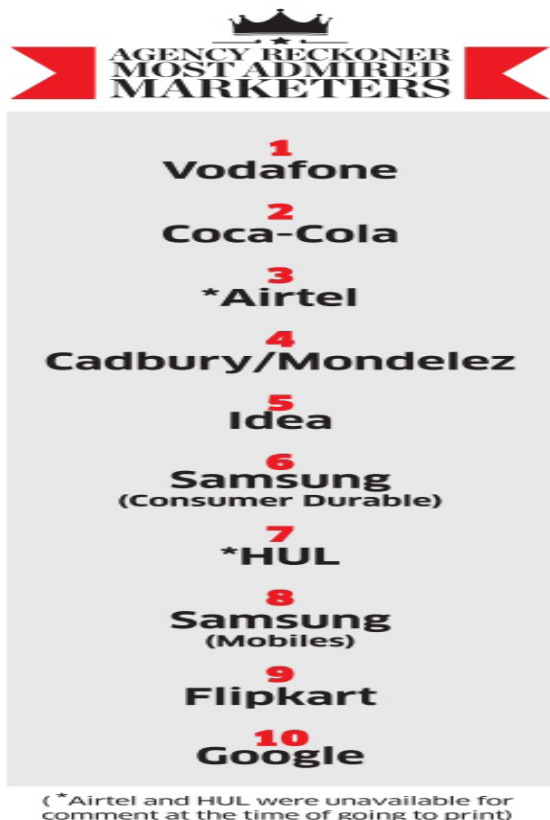 AGENCY RECKONER
MOST ADMIRED
MARKETERS
1
Vodafone
2
Coca-Cola
3
*Airtel
4
Cadbury/Mondelez
5
Idea
6
Samsung
(Consumer Durable)
7
*HUL
8
Samsung
(Mobiles)
9
Flipkart
10
Google
( *Airtel and HUL were unavailable for
comment at the time of going to print)